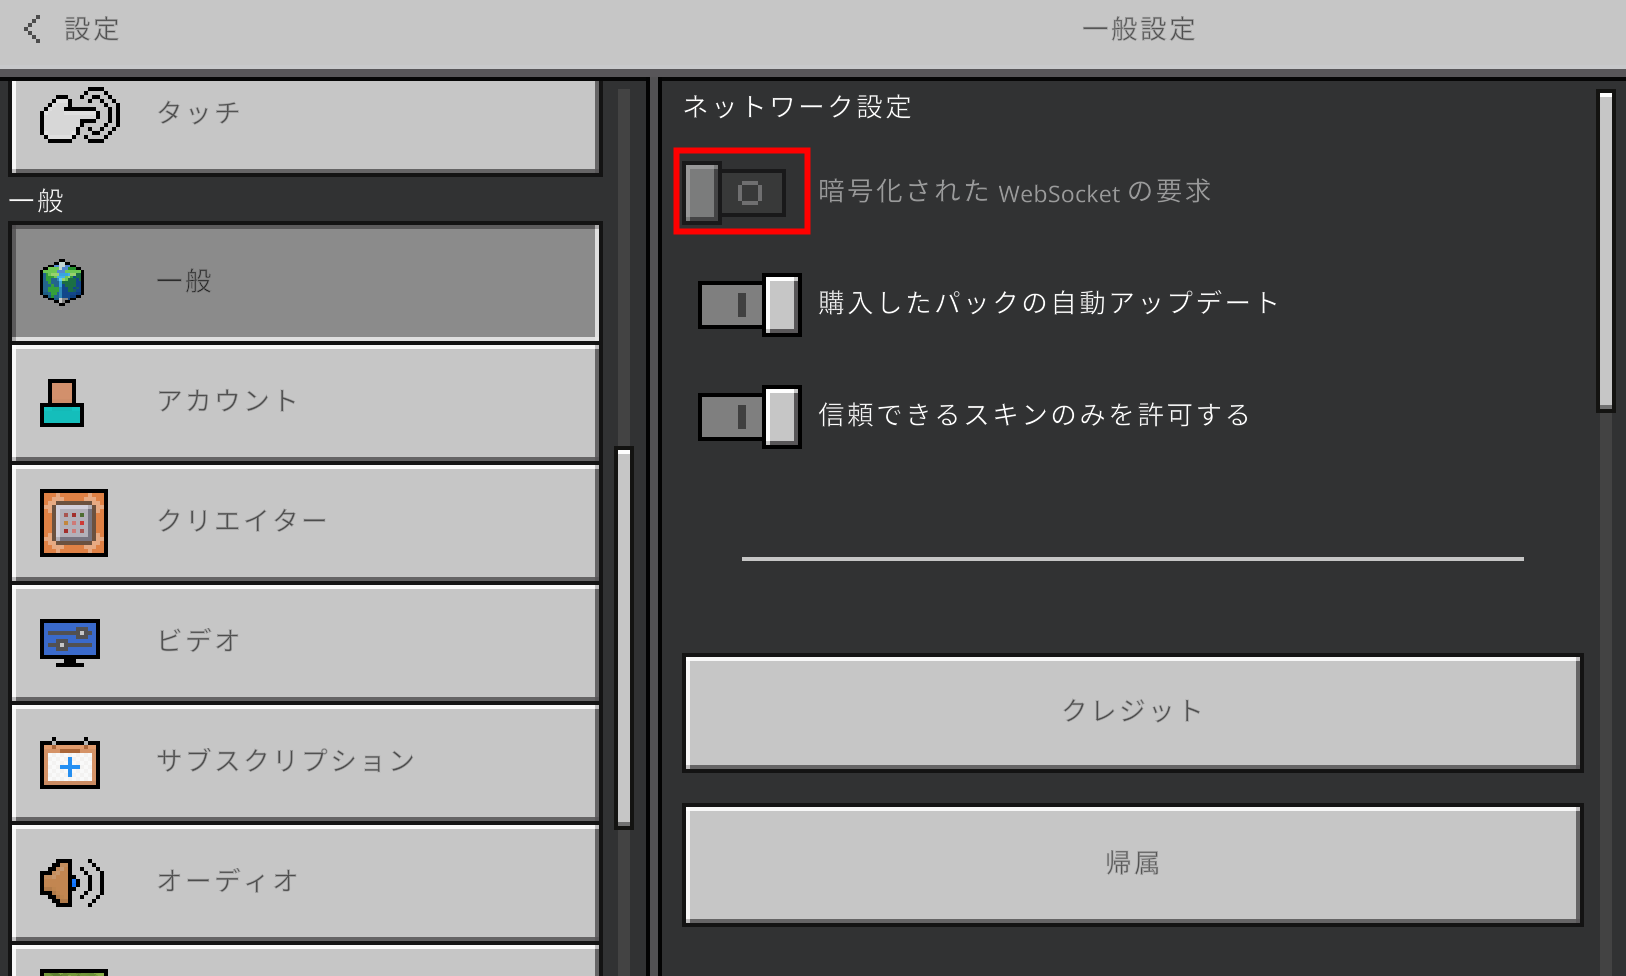 設定
一般設定
タッチ
一般
一般
アカウント
クリエイター
ビデオ
サブスクリプション
オーディオ
ネットワーク設定
暗号化された WebSocket の要求
購入したパックの自動アップデート
信頼できるスキンのみを許可する
クレジット
帰属